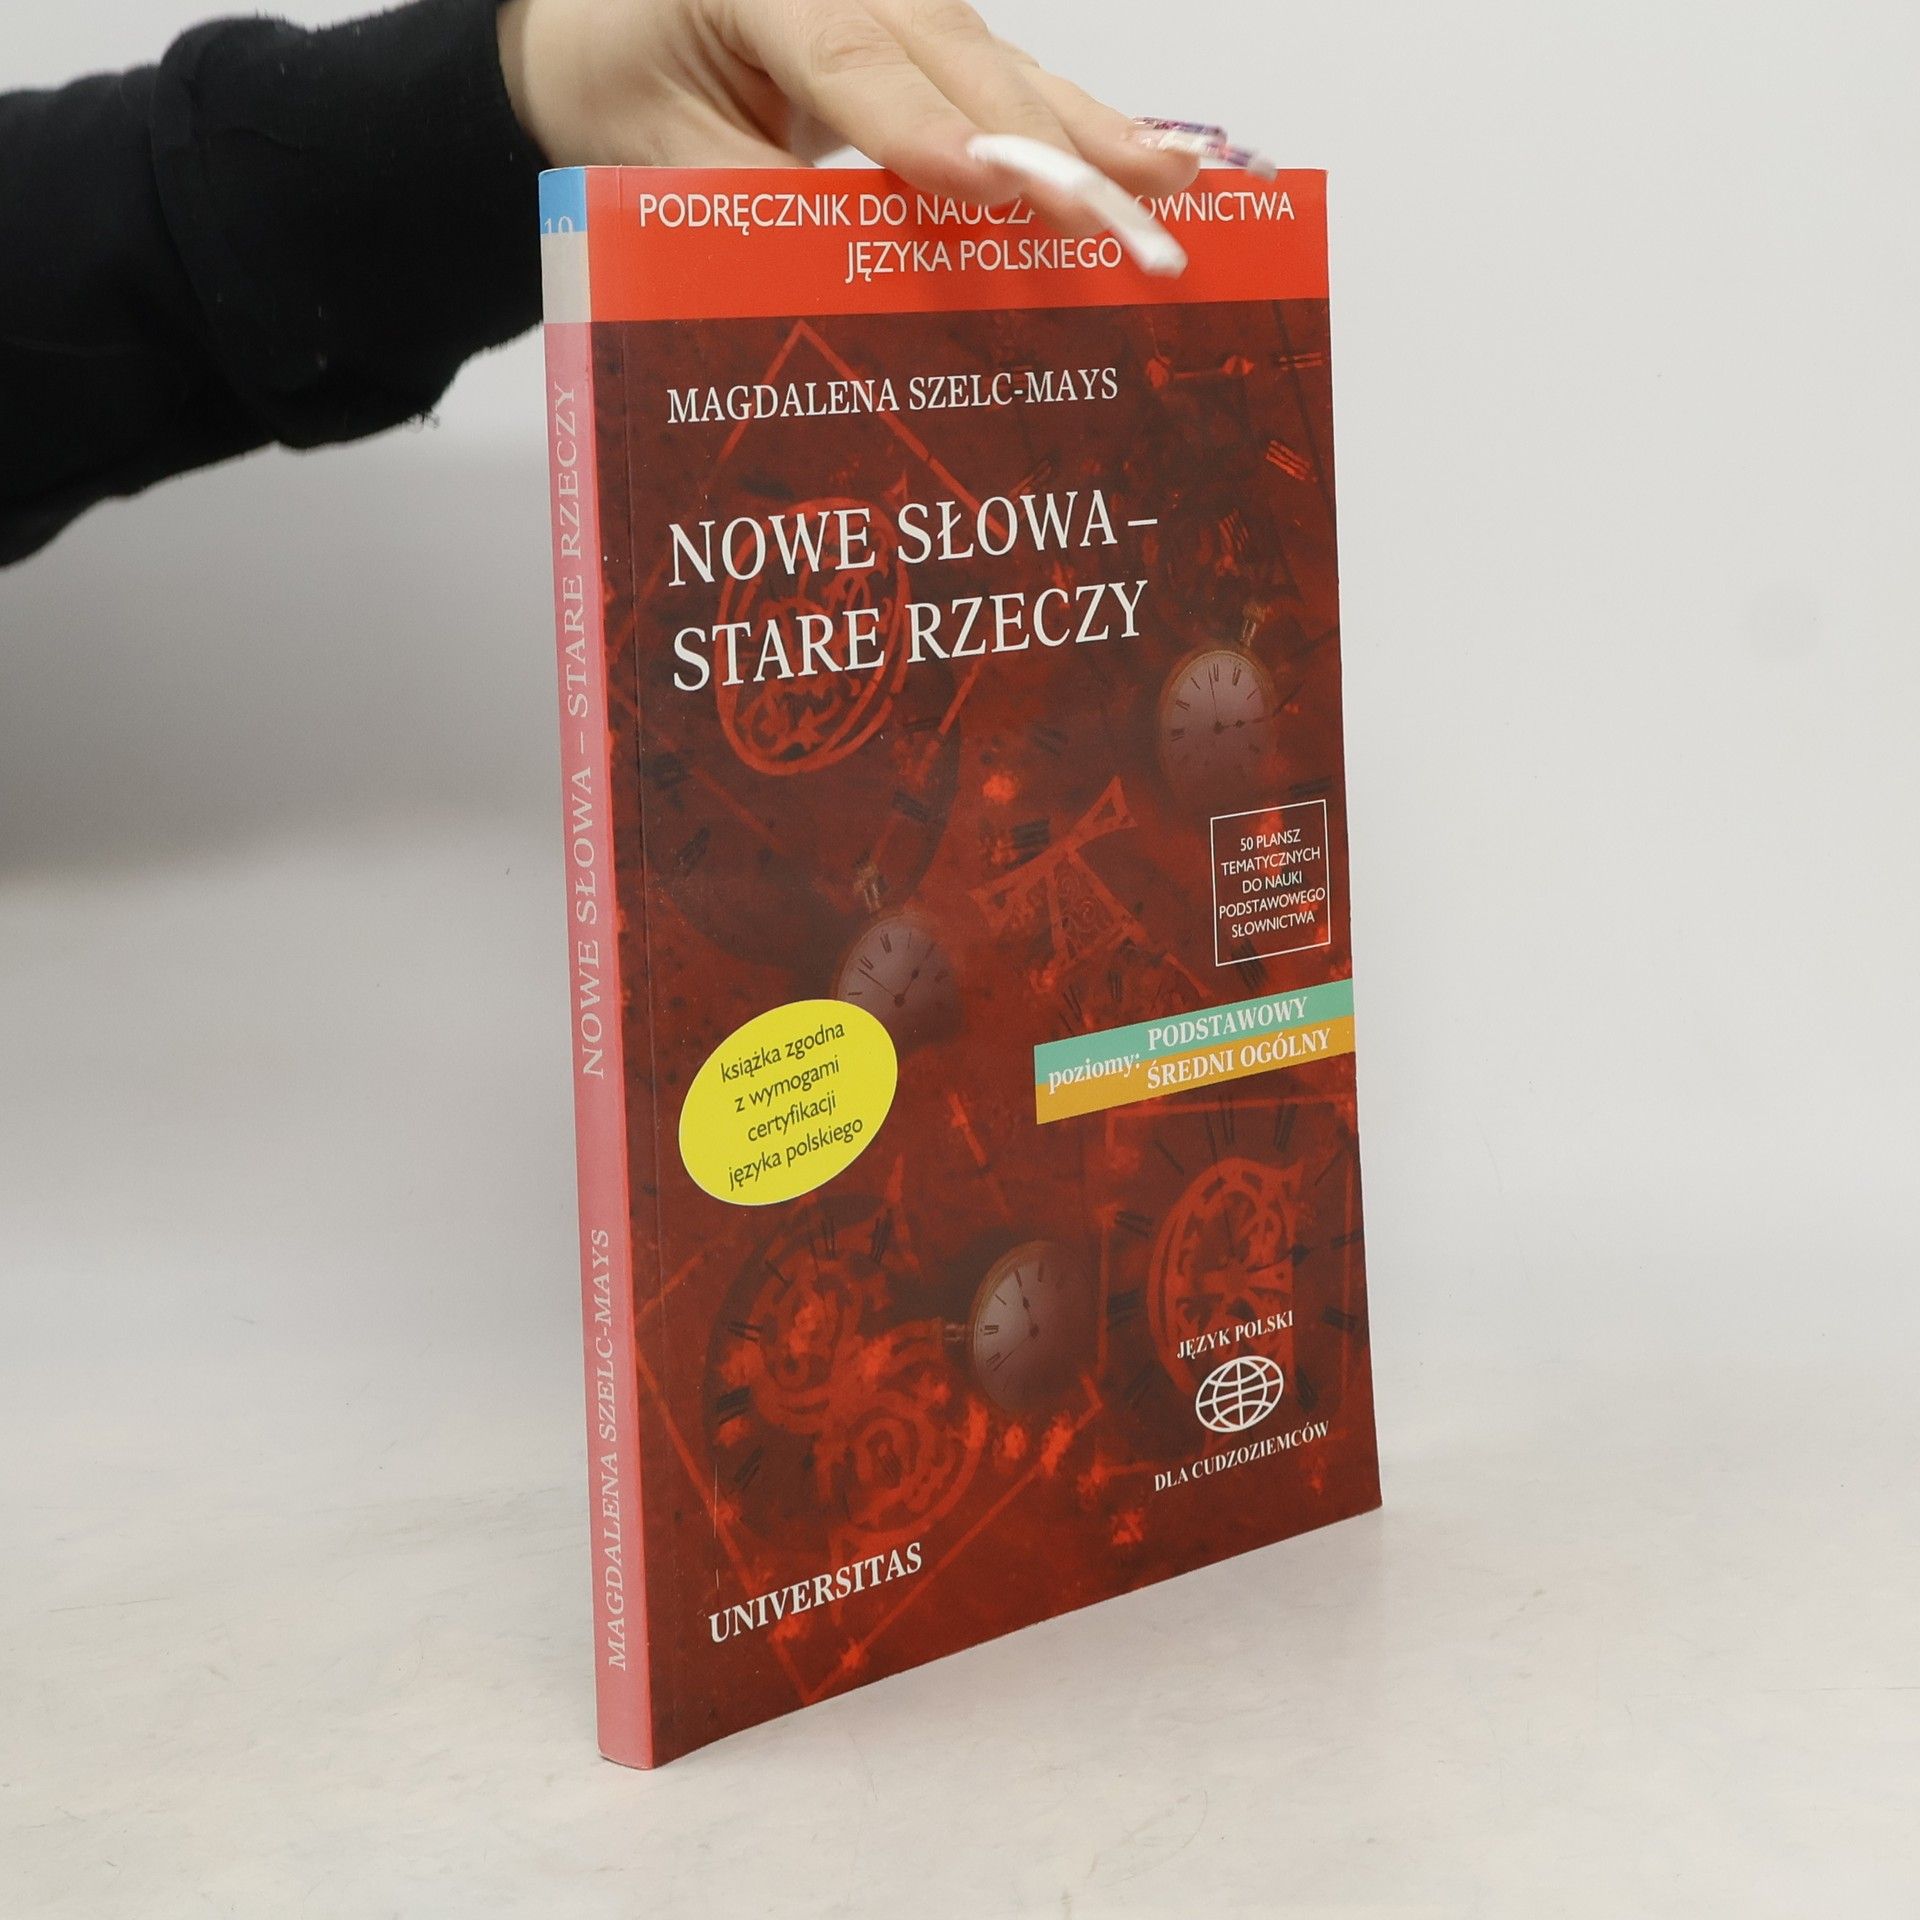 PODRĘCZNIK DO
JĘZYKA POLSKIEGO
MAGDALENA SZELC-MAYS
NOWE SŁOWA –
STARE RZECZY
50 PLANSZ
TEMATYCZNYCH
DO NAUKI
PODSTAWOWEGO
SŁOWNICTWA
poziomy: PODSTAWOWY
ŚREDNI OGÓLNY
książka zgodna
z wymogami
certyfikacji
języka polskiego
JĘZYK POLSKI
DLA CUDZOZIEMCÓW
UNIVERSITAS
MAGDALENA SZELC-MAYS NOWE SŁOWA – STARE RZECZY